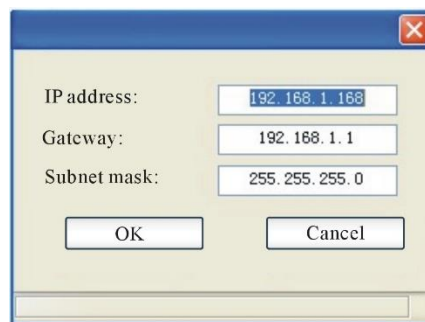 IP address: 192.168.1.168
Gateway: 192.168.1.1
Subnet mask: 255.255.255.0
OK Cancel